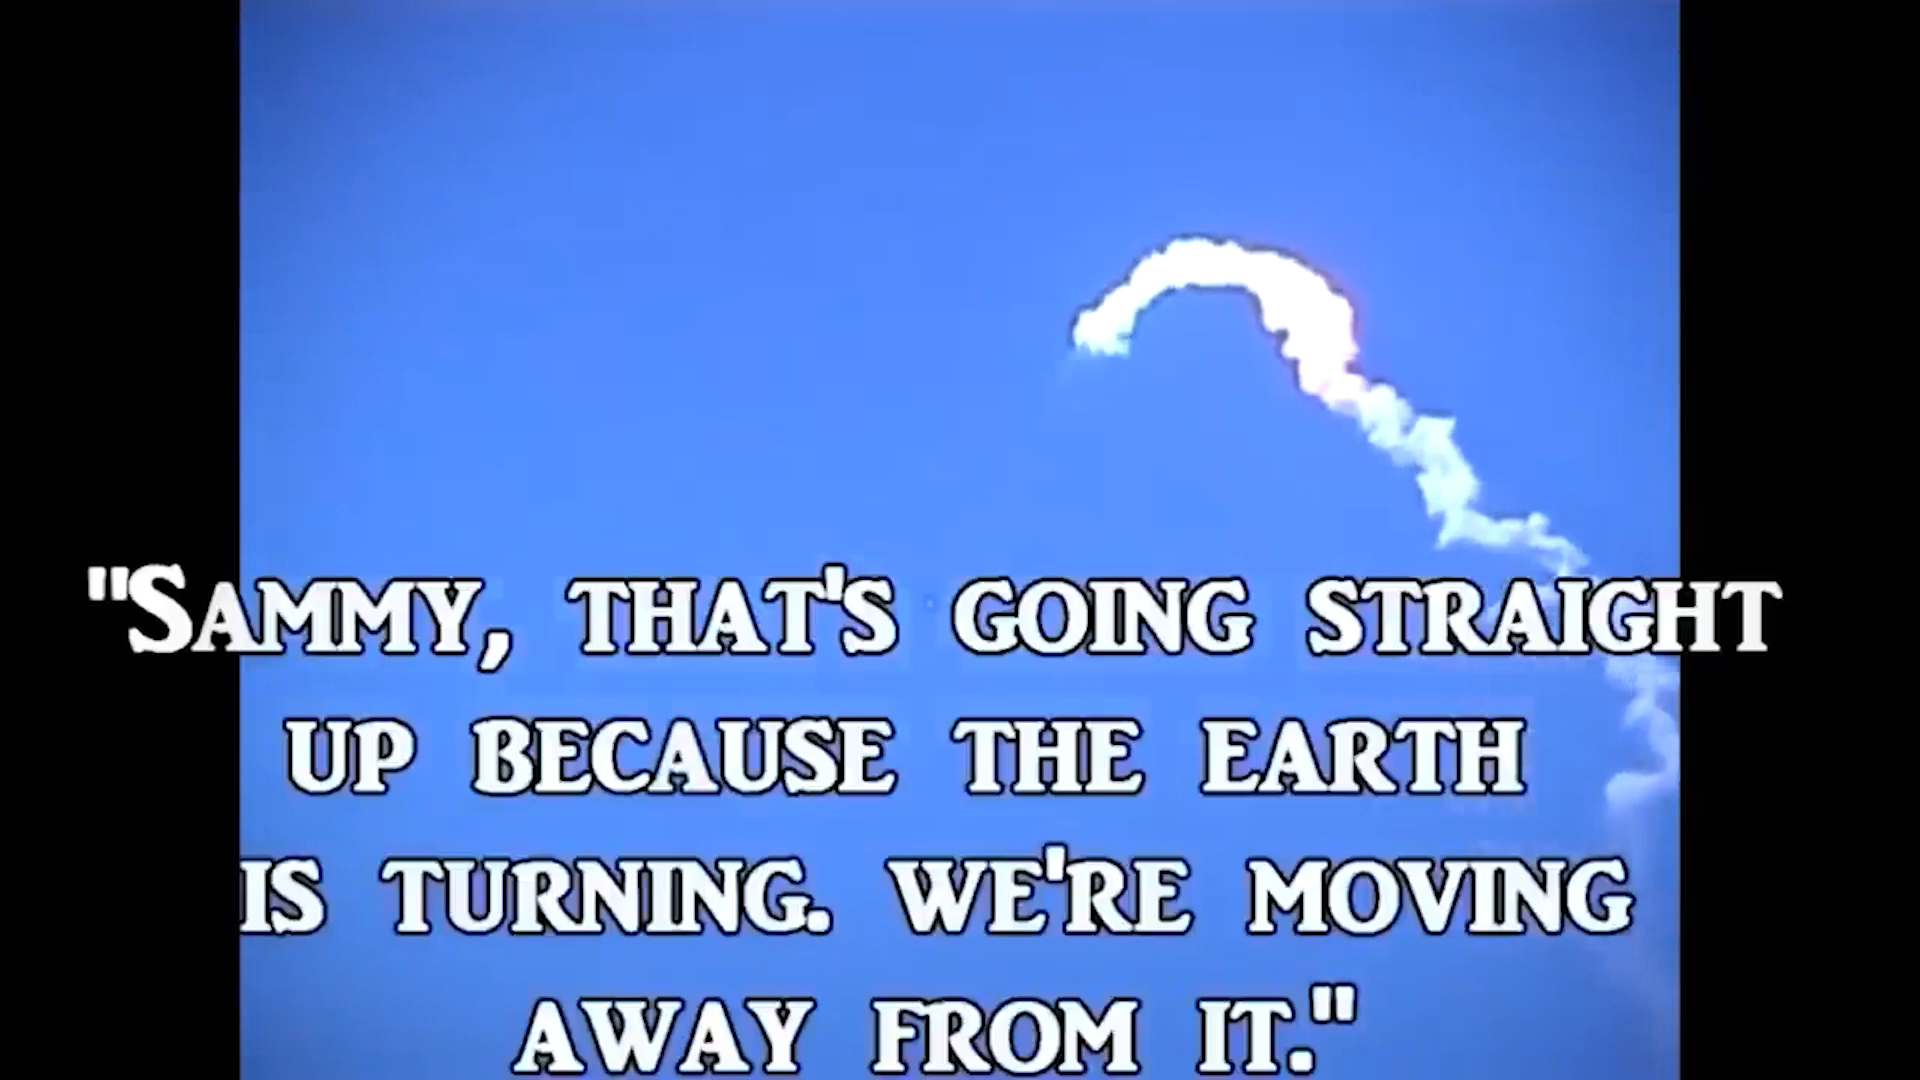 "Sammy, that's going straight
up because the earth
is turning. We're moving
away from it."